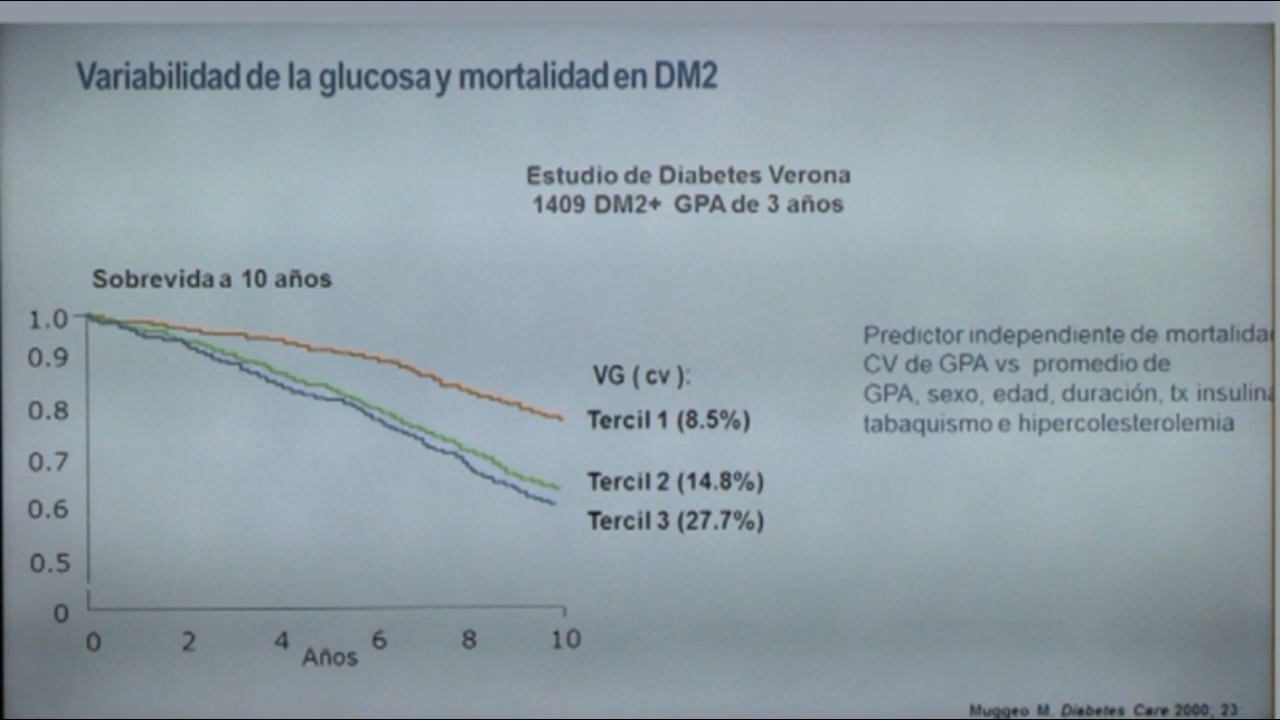 Variabilidad de la glucosa y mortalidad en DM2
Estudio de Diabetes Verona
1409 DM2+ GPA de 3 años
Sobrevida a 10 años
1.0
0.9
0.8
0.7
0.6
0.5
0
0 2 4 6 8 10
Años
VG ( cv ):
Tercil 1 (8.5%)
Tercil 2 (14.8%)
Tercil 3 (27.7%)
Predictor independiente de mortalidad
CV de GPA vs promedio de
GPA, sexo, edad, duración, tx insulina
tabaquismo e hipercolesterolemia
Muggeo M. Diabetes Care 2000; 23: